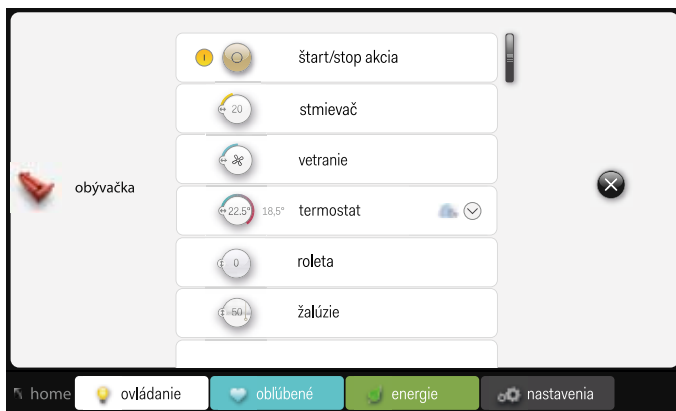 štart/stop akcia
20
stmievač
vetranie
obývačka
22.5° 18,5° termostat
0
roleta
50
žalúzie
home ovládanie obľúbené energie nastavenia